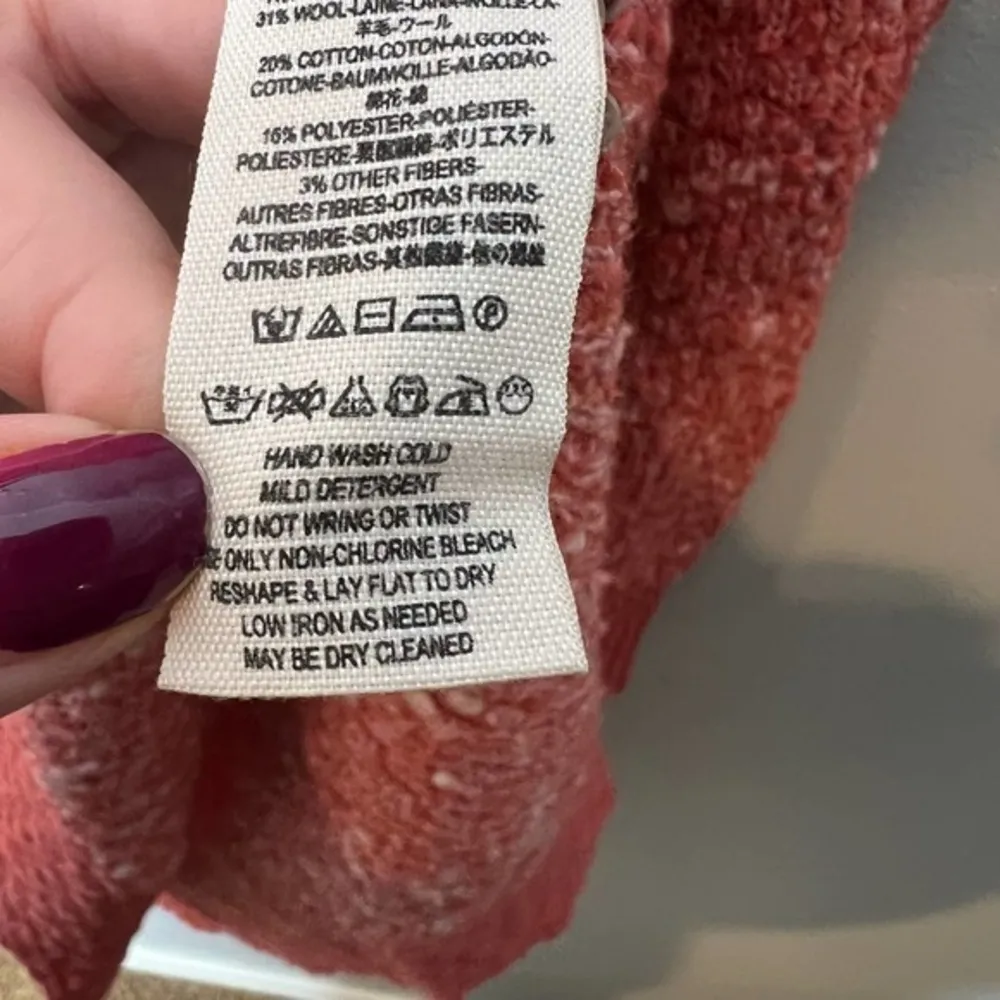 31% WOOL-LAINE-LANA-WOLLE-LÃ-
羊毛-ウール
20% COTTON-COTON-ALGODÓN-
COTONE-BAUMWOLLE-ALGODÃO-
棉花-綿
16% POLYESTER-POLIÉSTER-
POLIESTERE-聚酯纖維-ポリエステル
3% OTHER FIBERS-
AUTRES FIBRES-OTRAS FIBRAS-
ALTREFIBRE-SONSTIGE FASERN-
OUTRAS FIBRAS-其他纖維-他の繊維
P
HAND WASH COLD
MILD DETERGENT
DO NOT WRING OR TWIST
ONLY NON-CHLORINE BLEACH
RESHAPE & LAY FLAT TO DRY
LOW IRON AS NEEDED
MAY BE DRY CLEANED